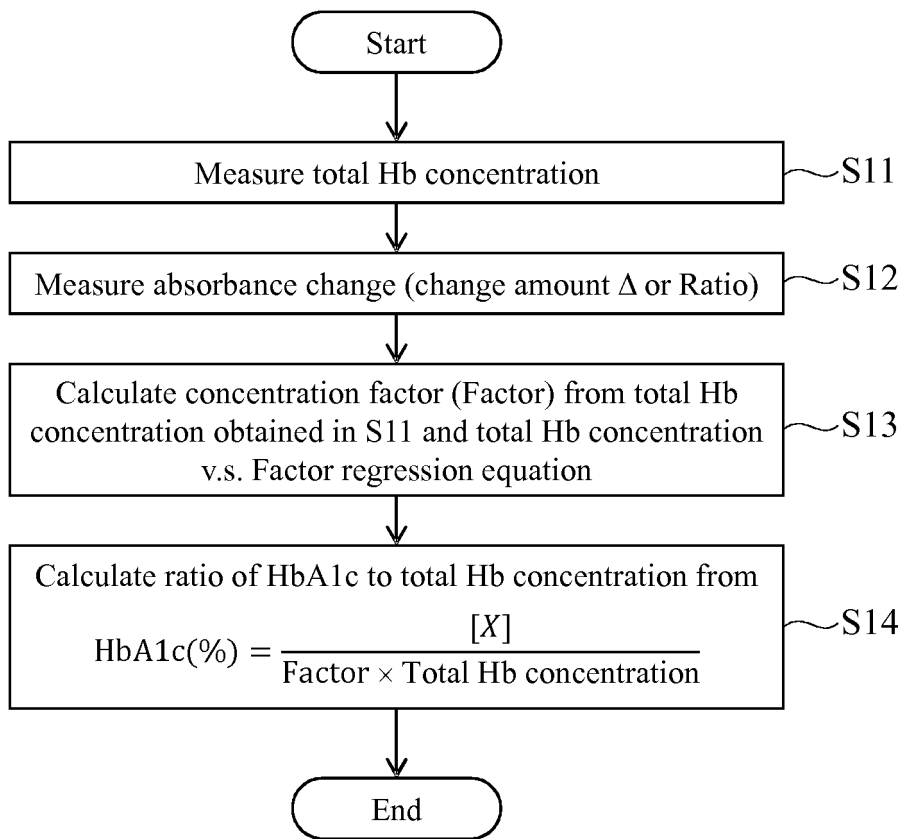 Start
Measure total Hb concentration
S11
Measure absorbance change (change amount Δ or Ratio)
S12
Calculate concentration factor (Factor) from total Hb
concentration obtained in S11 and total Hb concentration
v.s. Factor regression equation
S13
Calculate ratio of HbA1c to total Hb concentration from
HbA1c(%) = [X] / Factor × Total Hb concentration
S14
End